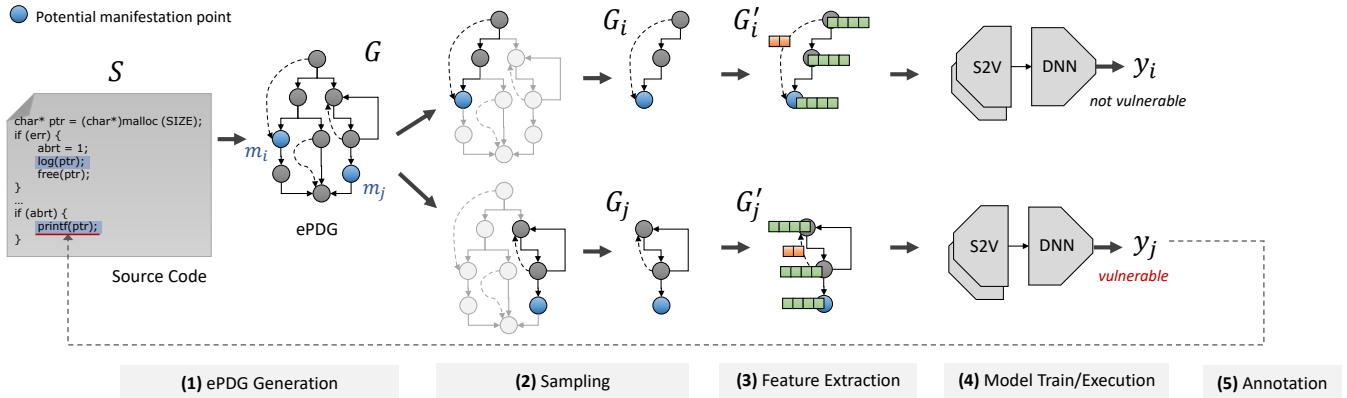 Potential manifestation point
S
char* ptr = (char*)malloc (SIZE);
if (err) {
abrt = 1;
log(ptr);
free(ptr);
}
...
if (abrt) {
printf(ptr);
}
Source Code
G
m_i
m_j
ePDG
G_i
G'_i
S2V
DNN
y_i
not vulnerable
G_j
G'_j
S2V
DNN
y_j
vulnerable
(1) ePDG Generation
(2) Sampling
(3) Feature Extraction
(4) Model Train/Execution
(5) Annotation